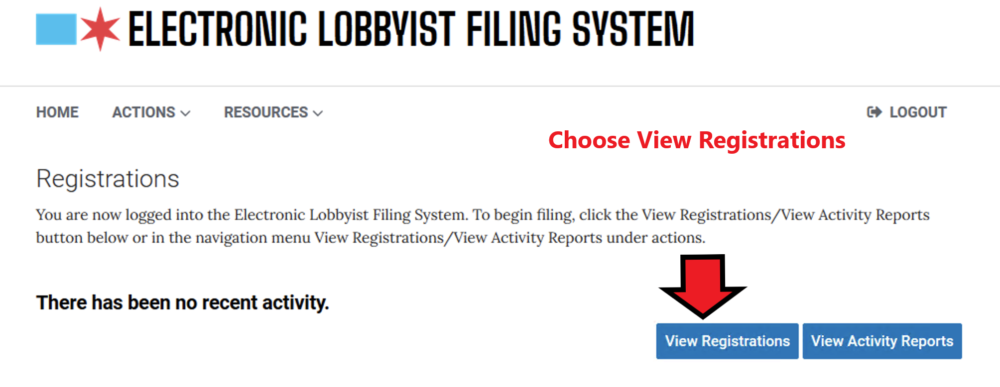 ELECTRONIC LOBBYIST FILING SYSTEM
HOME ACTIONS RESOURCES LOGOUT
Choose View Registrations
Registrations
You are now logged into the Electronic Lobbyist Filing System. To begin filing, click the View Registrations/View Activity Reports
button below or in the navigation menu View Registrations/View Activity Reports under actions.
There has been no recent activity.
View Registrations View Activity Reports